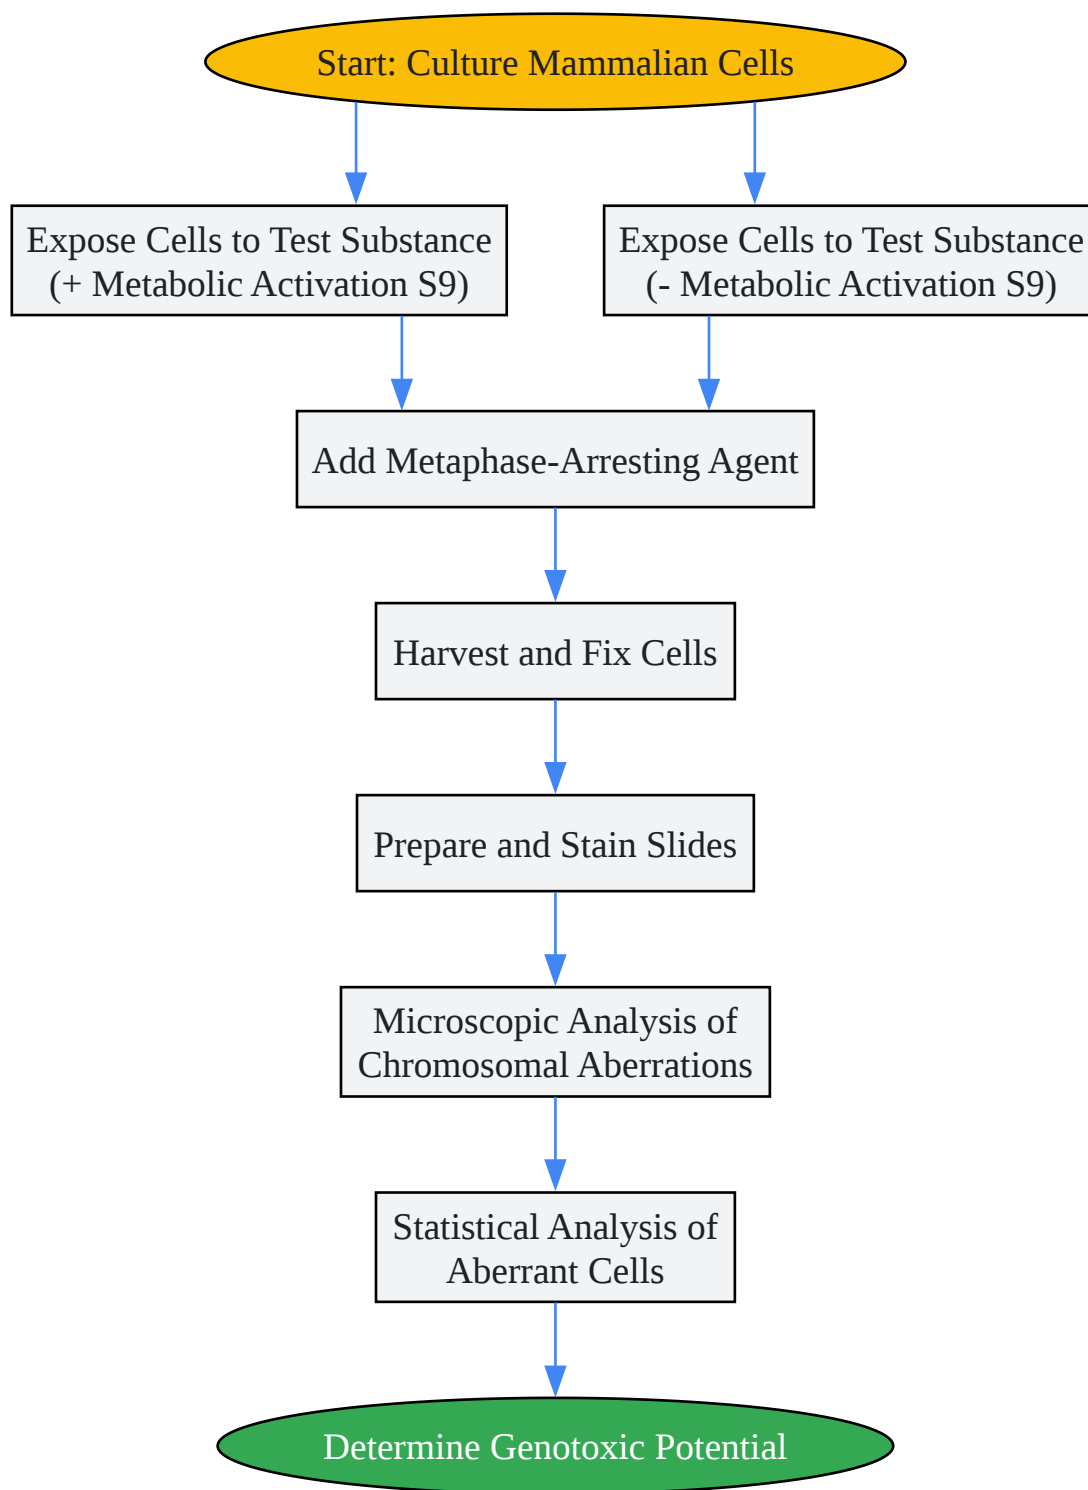 Start: Culture Mammalian Cells
Expose Cells to Test Substance
(+ Metabolic Activation S9)
Expose Cells to Test Substance
(- Metabolic Activation S9)
Add Metaphase-Arresting Agent
Harvest and Fix Cells
Prepare and Stain Slides
Microscopic Analysis of
Chromosomal Aberrations
Statistical Analysis of
Aberrant Cells
Determine Genotoxic Potential